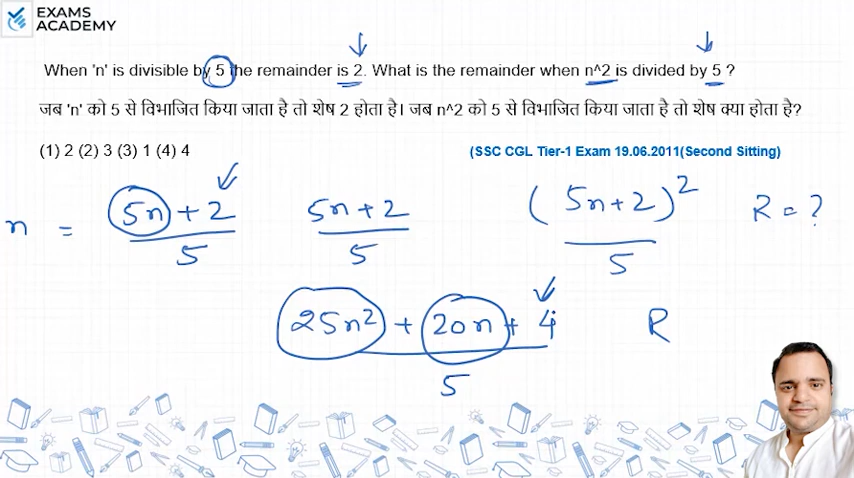 EXAMS
ACADEMY
When 'n' is divisible by 5 the remainder is 2. What is the remainder when n^2 is divided by 5 ?
जब 'n' को 5 से विभाजित किया जाता है तो शेष 2 होता है। जब n^2 को 5 से विभाजित किया जाता है तो शेष क्या होता है?
(1) 2 (2) 3 (3) 1 (4) 4
(SSC CGL Tier-1 Exam 19.06.2011(Second Sitting)
n = 5n + 2 / 5
5n + 2 / 5
(5n + 2)² / 5
R = ?
25n² + 20n + 4 / 5
R